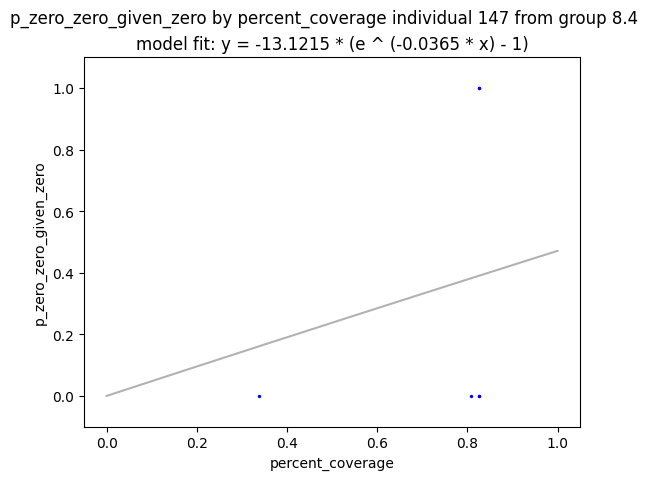 p_zero_zero_given_zero by percent_coverage individual 147 from group 8.4
model fit: y = -13.1215 * (e ^ (-0.0365 * x) - 1)
1.0
0.8
0.6
0.4
0.2
0.0
p_zero_zero_given_zero
0.0 0.2 0.4 0.6 0.8 1.0
percent_coverage